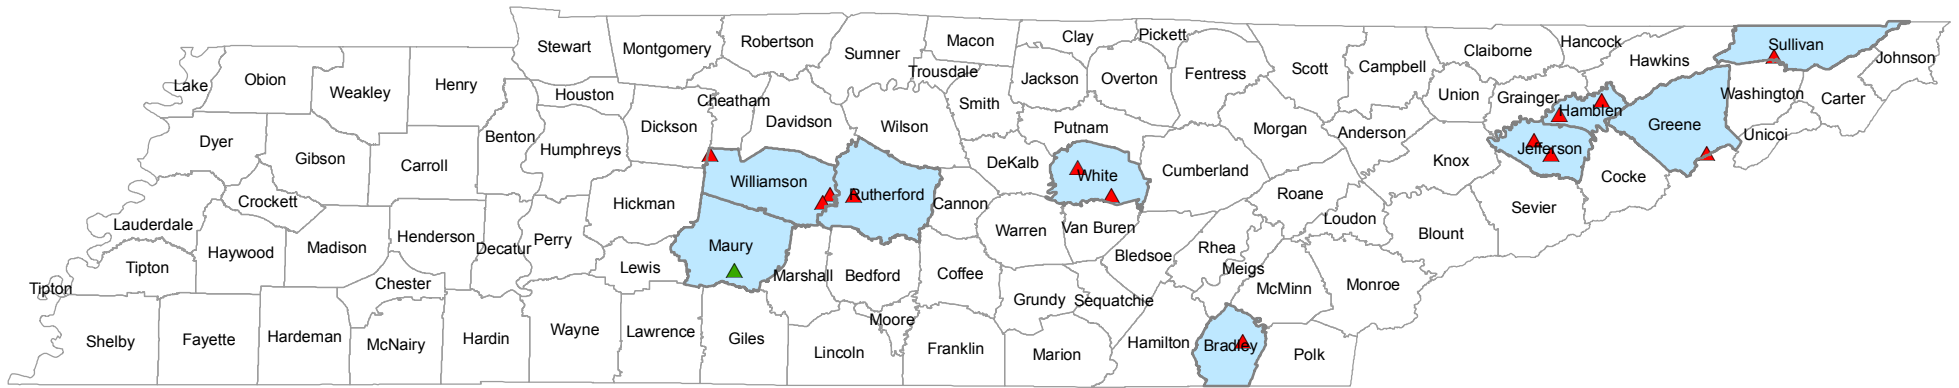 Stewart
Montgomery
Robertson
Sumner
Macon
Clay
Pickett
Trousdale
Jackson
Overton
Fentress
Scott
Campbell
Claiborne
Hancock
Hawkins
Sullivan
Johnson
Lake
Obion
Weakley
Henry
Houston
Cheatham
Smith
Union
Grainger
Hamblen
Washington
Carter
Dyer
Gibson
Carroll
Benton
Humphreys
Dickson
Davidson
Wilson
Putnam
Morgan
Anderson
Greene
Unicoi
DeKalb
White
Cumberland
Knox
Jefferson
Cocke
Crockett
Williamson
Rutherford
Cannon
Roane
Sevier
Lauderdale
Haywood
Madison
Henderson
Decatur
Perry
Hickman
Maury
Warren
Van Buren
Loudon
Blount
Tipton
Chester
Lewis
Marshall
Bedford
Coffee
Bledsoe
Rhea
Meigs
McMinn
Monroe
Tipton
Grundy
Sequatchie
Shelby
Fayette
Hardeman
McNairy
Hardin
Wayne
Lawrence
Giles
Moore
Lincoln
Franklin
Marion
Hamilton
Bradley
Polk